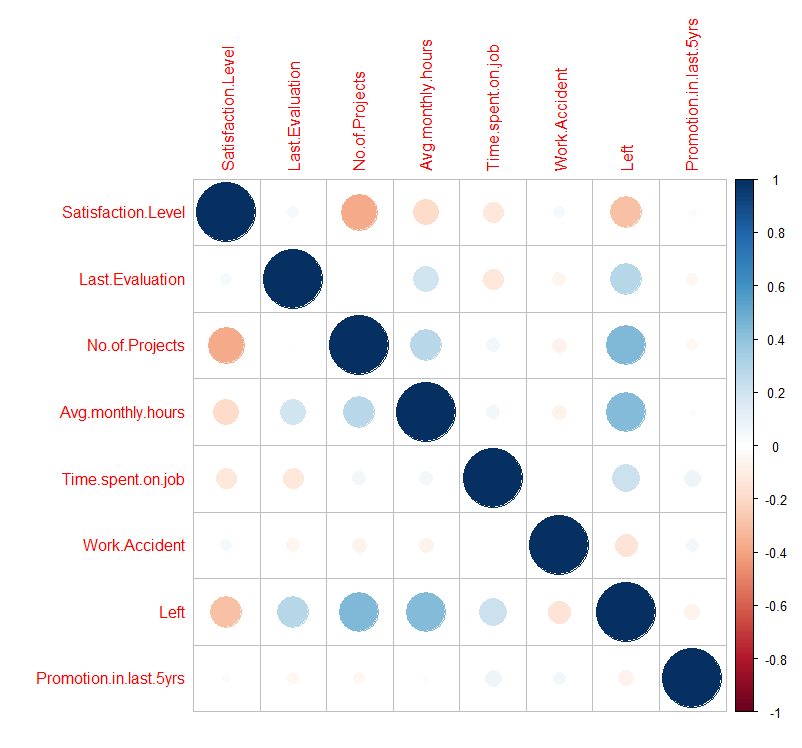 Satisfaction.Level
Last.Evaluation
No.of.Projects
Avg.monthly.hours
Time.spent.on.job
Work.Accident
Left
Promotion.in.last.5yrs
Satisfaction.Level
Last.Evaluation
No.of.Projects
Avg.monthly.hours
Time.spent.on.job
Work.Accident
Left
Promotion.in.last.5yrs
1
0.8
0.6
0.4
0.2
0
-0.2
-0.4
-0.6
-0.8
-1